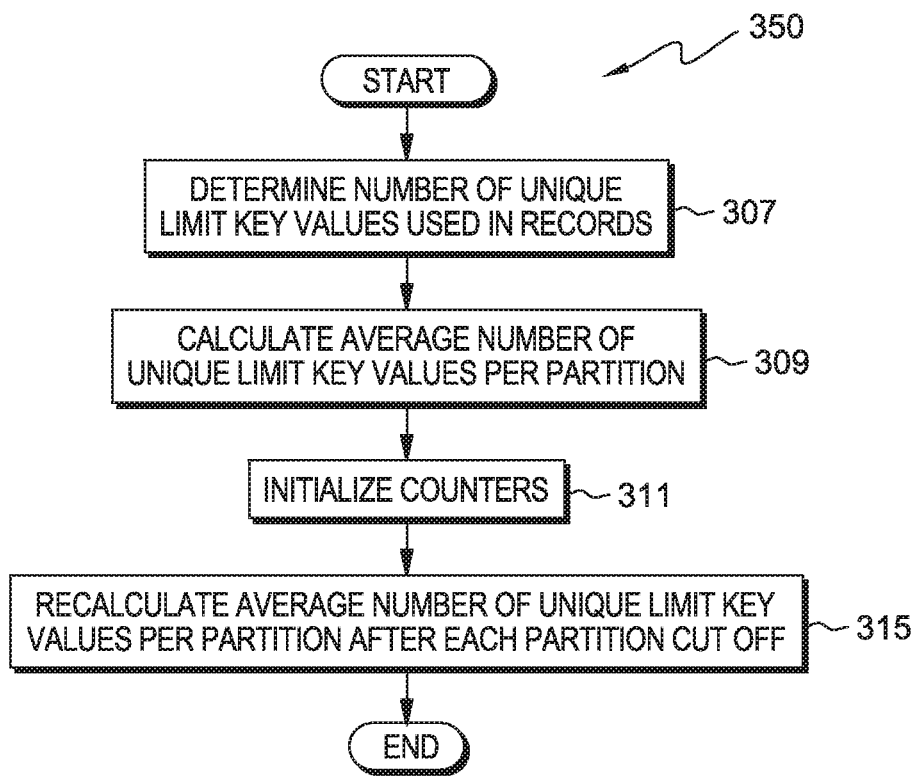 350
START
DETERMINE NUMBER OF UNIQUE
LIMIT KEY VALUES USED IN RECORDS
307
CALCULATE AVERAGE NUMBER OF
UNIQUE LIMIT KEY VALUES PER PARTITION
309
INITIALIZE COUNTERS
311
RECALCULATE AVERAGE NUMBER OF UNIQUE LIMIT KEY
VALUES PER PARTITION AFTER EACH PARTITION CUT OFF
315
END